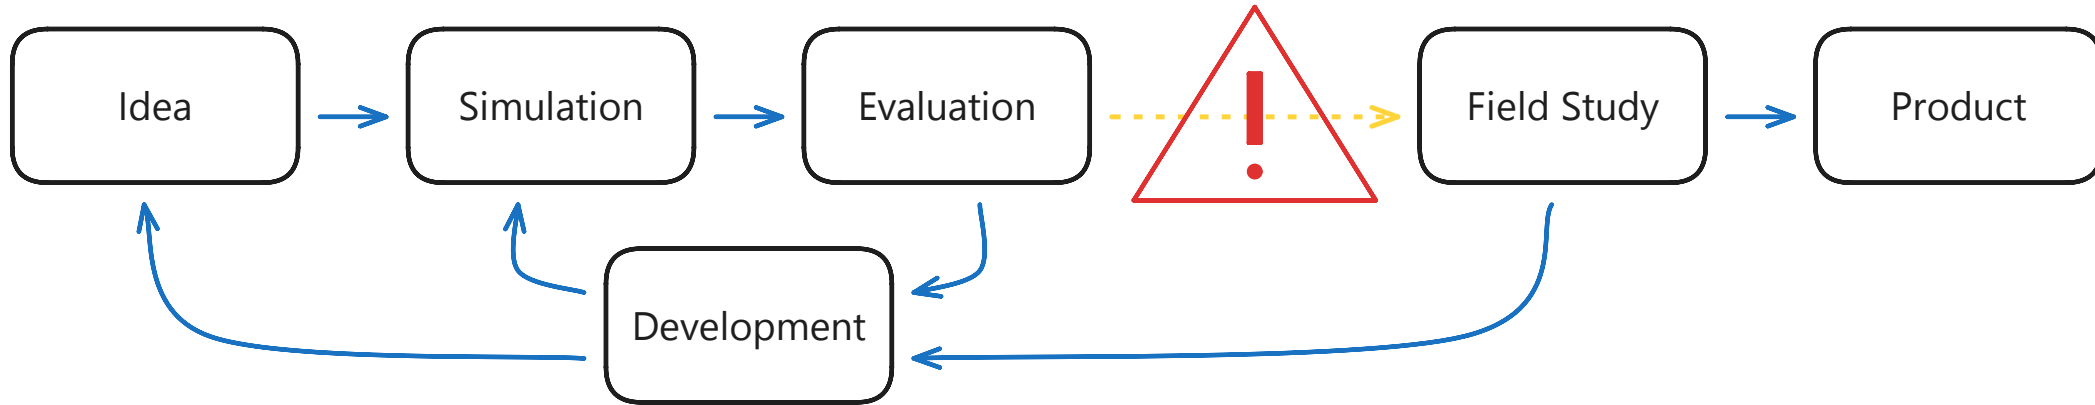 Idea
Simulation
Evaluation
!
Field Study
Product
Development